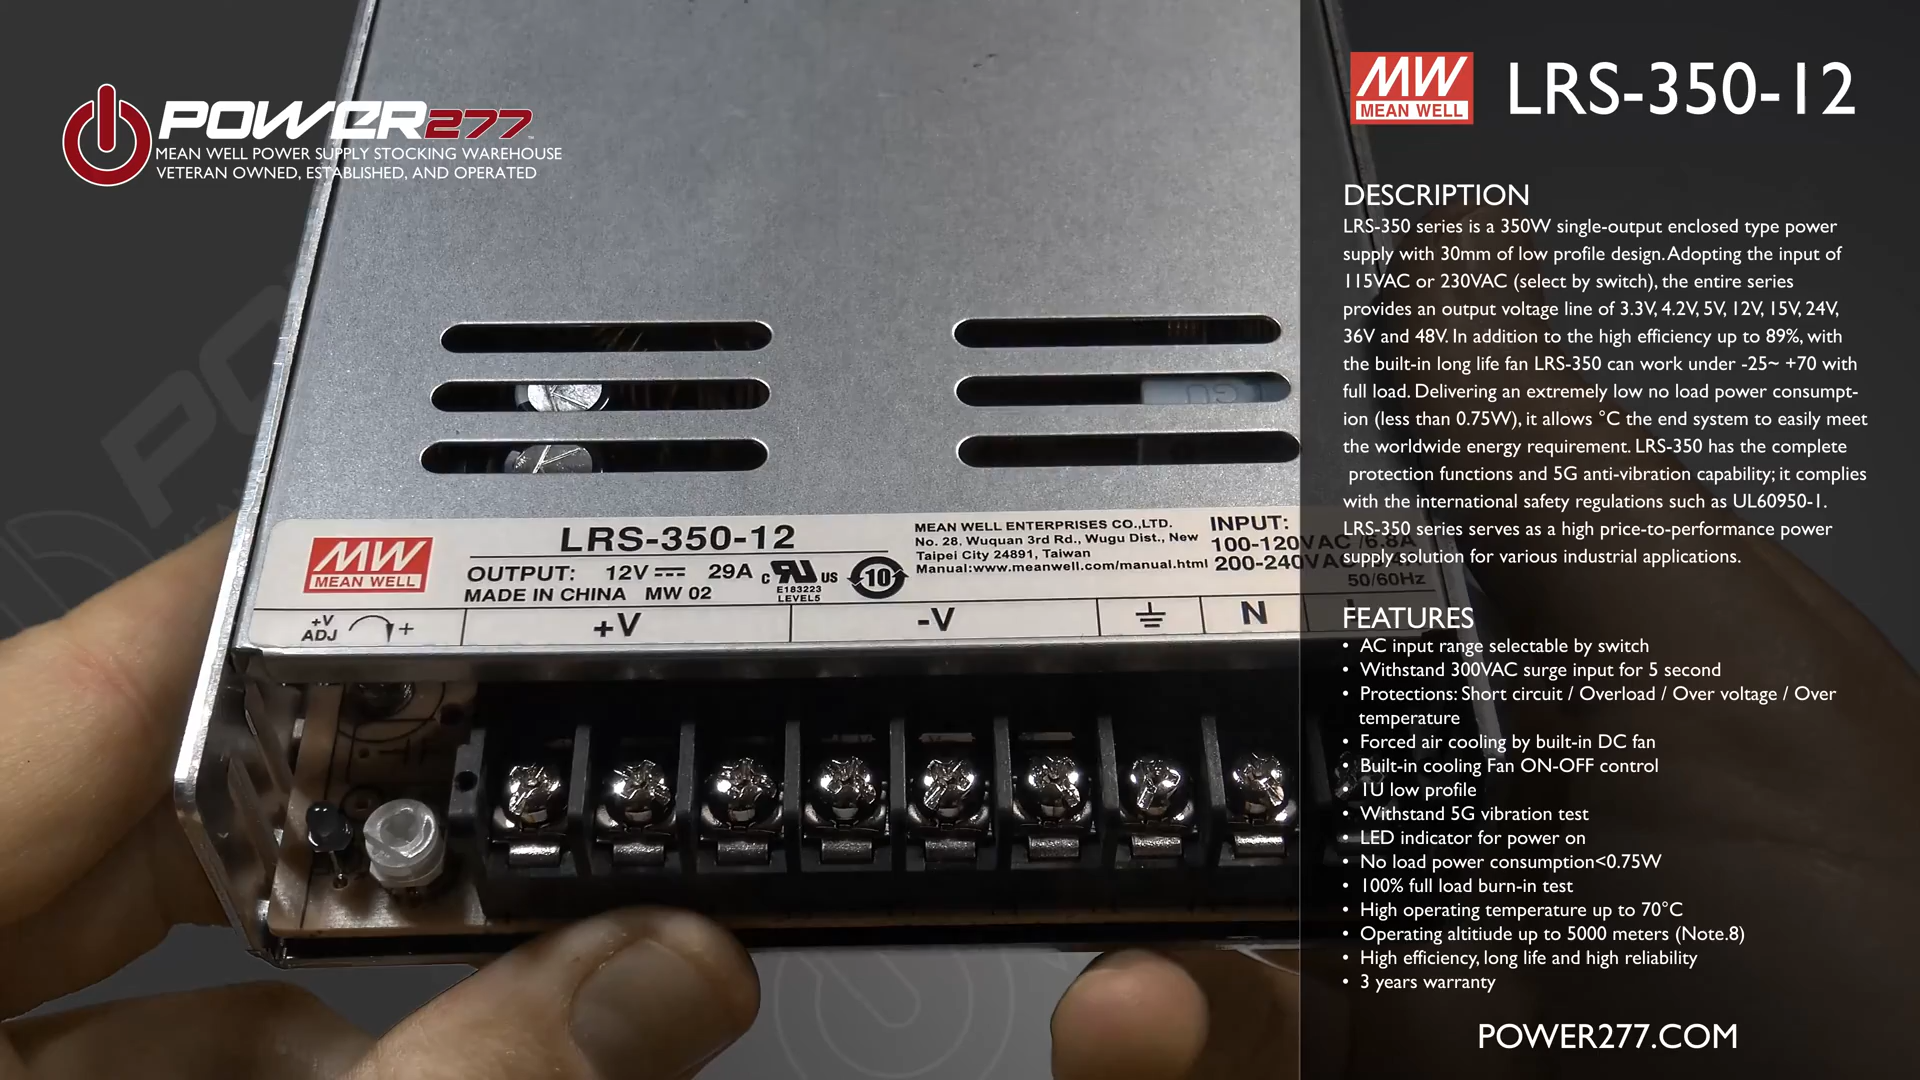 POWER277
MEAN WELL POWER SUPPLY STOCKING WAREHOUSE
VETERAN OWNED, ESTABLISHED, AND OPERATED
MW
MEAN WELL
LRS-350-12
OUTPUT: 12V 29A
MADE IN CHINA MW 02
C RU US
E183223
LEVEL5
10
MEAN WELL ENTERPRISES CO.,LTD.
No. 28, Wuquan 3rd Rd., Wugu Dist., New
Taipei City 24891, Taiwan
Manual:www.meanwell.com/manual.html
INPUT:
100-120VAC /6.8A
200-240VAC
50/60Hz
+V
ADJ +
+V
-V
N
MW
MEAN WELL
LRS-350-12
DESCRIPTION
LRS-350 series is a 350W single-output enclosed type power
supply with 30mm of low profile design. Adopting the input of
115VAC or 230VAC (select by switch), the entire series
provides an output voltage line of 3.3V, 4.2V, 5V, 12V, 15V, 24V,
36V and 48V. In addition to the high efficiency up to 89%, with
the built-in long life fan LRS-350 can work under -25~ +70 with
full load. Delivering an extremely low no load power consumpt-
ion (less than 0.75W), it allows °C the end system to easily meet
the worldwide energy requirement. LRS-350 has the complete
protection functions and 5G anti-vibration capability; it complies
with the international safety regulations such as UL60950-1.
LRS-350 series serves as a high price-to-performance power
supply solution for various industrial applications.
FEATURES
• AC input range selectable by switch
• Withstand 300VAC surge input for 5 second
• Protections: Short circuit / Overload / Over voltage / Over
temperature
• Forced air cooling by built-in DC fan
• Built-in cooling Fan ON-OFF control
• 1U low profile
• Withstand 5G vibration test
• LED indicator for power on
• No load power consumption<0.75W
• 100% full load burn-in test
• High operating temperature up to 70°C
• Operating altitiude up to 5000 meters (Note.8)
• High efficiency, long life and high reliability
• 3 years warranty
POWER277.COM